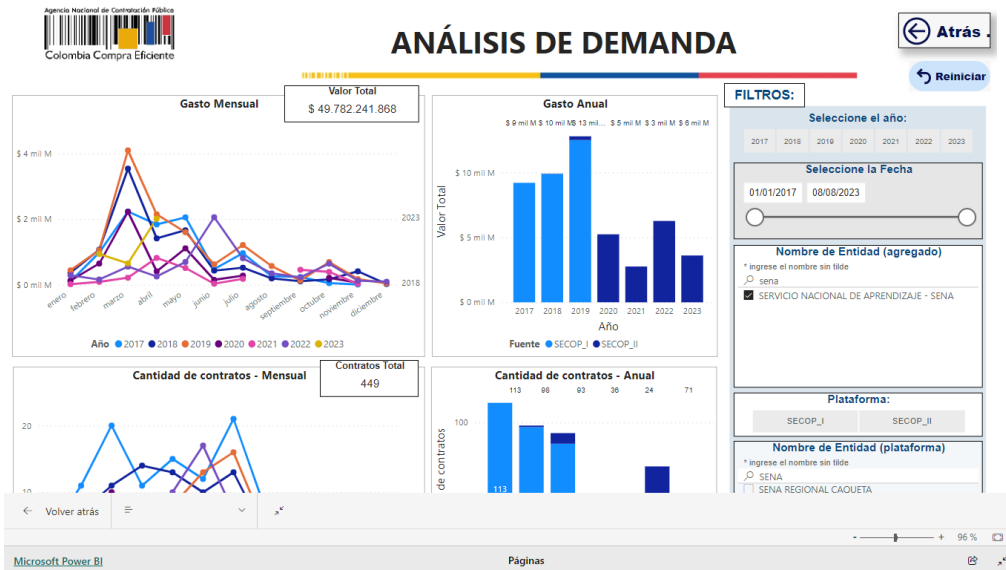 Agencia Nacional de Contratación Pública
Colombia Compra Eficiente
ANÁLISIS DE DEMANDA
Atrás .
Reiniciar
Gasto Mensual
Valor Total
$ 49.782.241.868
$ 4 mil M
$ 2 mil M
$ 0 mil M
2023
2018
enero
febrero
marzo
abril
mayo
junio
julio
agosto
septiembre
octubre
noviembre
diciembre
Año 2017 2018 2019 2020 2021 2022 2023
Gasto Anual
$ 9 mil M $ 10 mil M $ 13 mil... $ 5 mil M $ 3 mil M $ 6 mil M
Valor Total
$ 10 mil M
$ 5 mil M
$ 0 mil M
2017 2018 2019 2020 2021 2022 2023
Año
Fuente SECOP_I SECOP_II
Cantidad de contratos - Mensual
Contratos Total
449
20
10
Cantidad de contratos - Anual
113 98 93 36 24 71
100
de contratos
113
FILTROS:
Seleccione el año:
2017 2018 2019 2020 2021 2022 2023
Seleccione la Fecha
01/01/2017 08/08/2023
Nombre de Entidad (agregado)
* ingrese el nombre sin tilde
sena
SERVICIO NACIONAL DE APRENDIZAJE - SENA
Plataforma:
SECOP_I SECOP_II
Nombre de Entidad (plataforma)
* ingrese el nombre sin tilde
SENA
SENA REGIONAL CAQUETA
Volver atrás
- + 96 %
Microsoft Power BI
Páginas